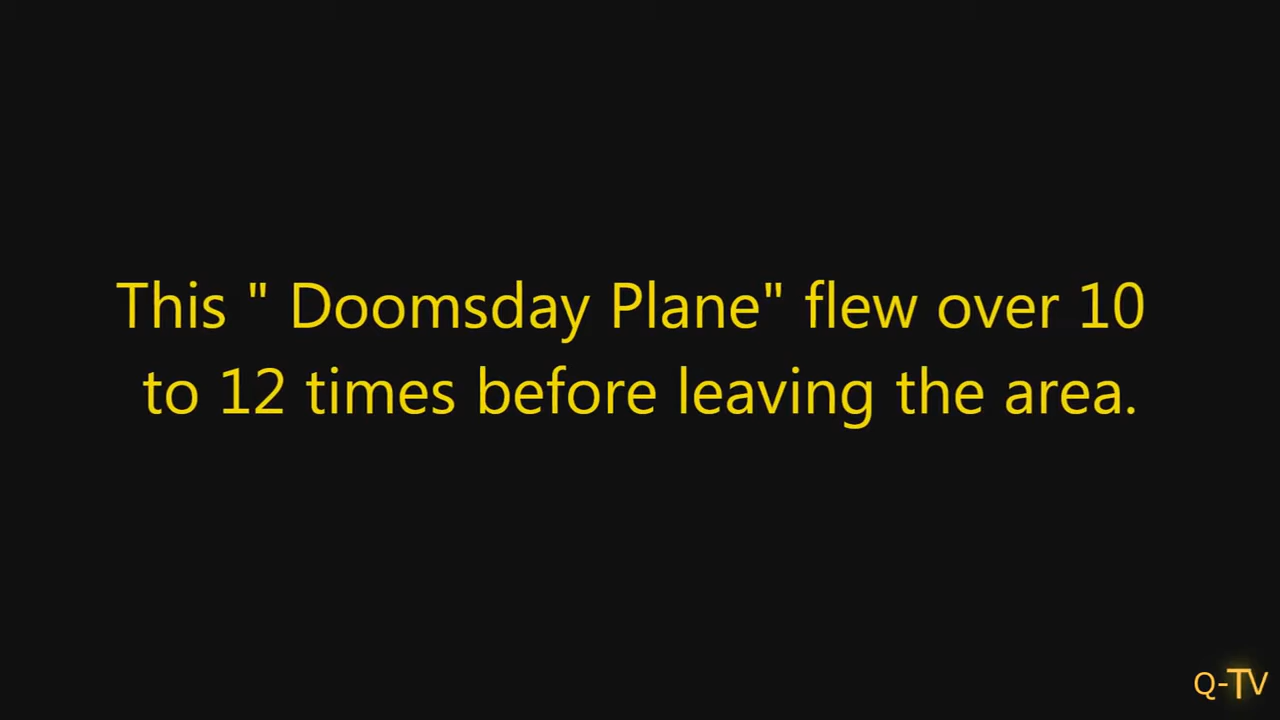 This " Doomsday Plane" flew over 10
to 12 times before leaving the area.
Q-TV